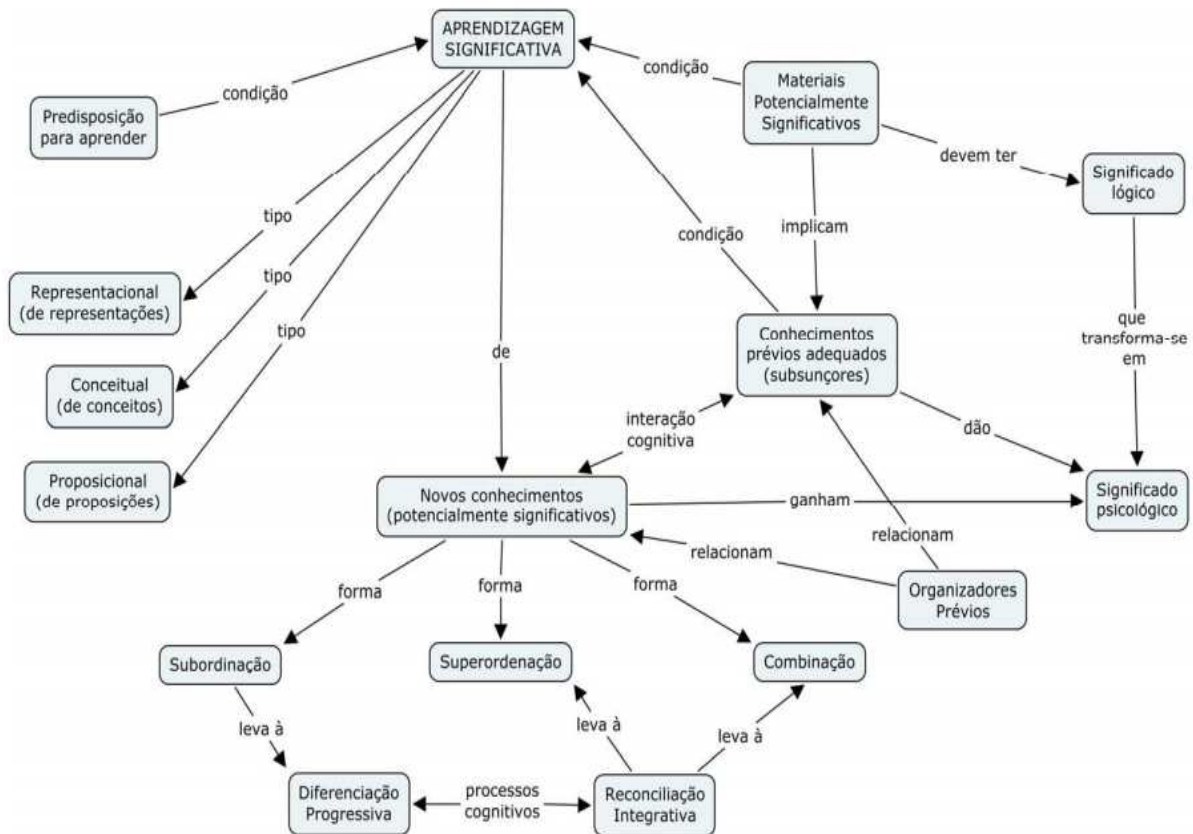 APRENDIZAGEM
SIGNIFICATIVA
condição
condição
Materiais
Potencialmente
Significativos
Predisposição
para aprender
devem ter
Significado
lógico
tipo
condição
implicam
tipo
Representacional
(de representações)
tipo
de
Conhecimentos
prévios adequados
(subsunçores)
que
transforma-se
em
Conceitual
(de conceitos)
interação
cognitiva
dão
Proposicional
(de proposições)
Novos conhecimentos
(potencialmente significativos)
ganham
Significado
psicológico
relacionam
relacionam
Organizadores
Prévios
forma
forma
forma
Subordinação
Superordenação
Combinação
leva à
leva à
leva à
Diferenciação
Progressiva
processos
cognitivos
Reconciliação
Integrativa